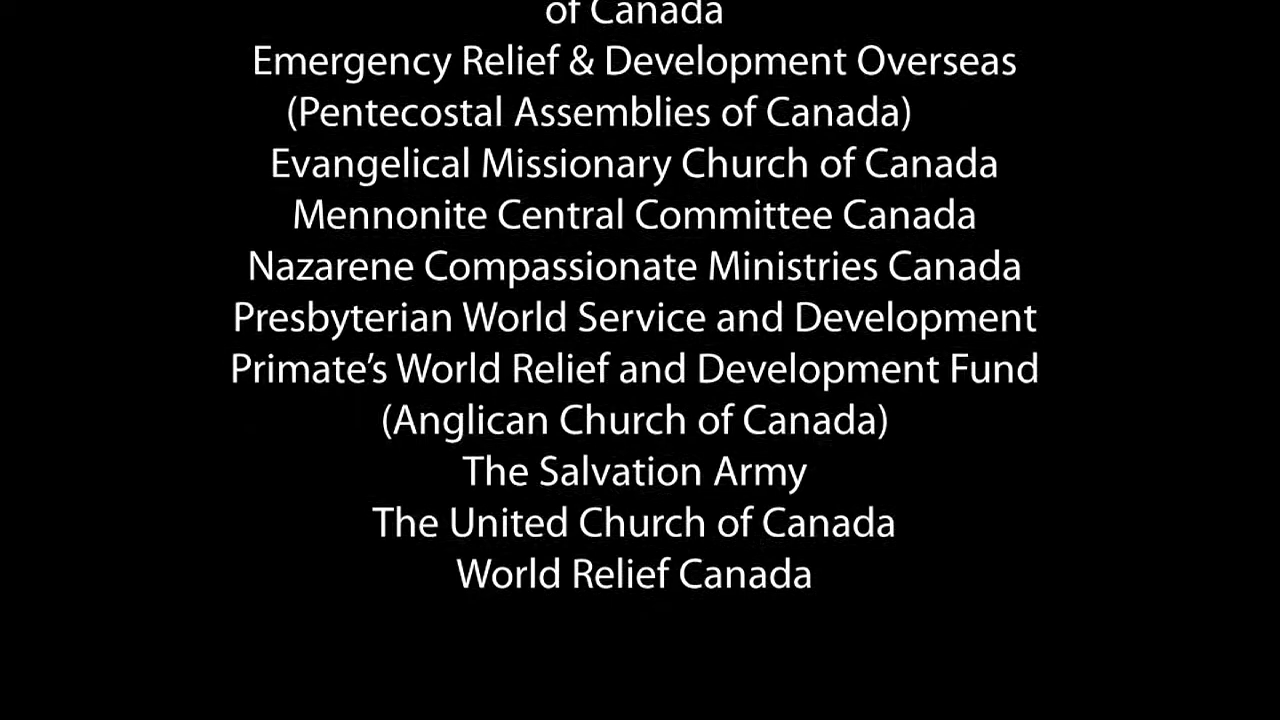 of Canada
Emergency Relief & Development Overseas
(Pentecostal Assemblies of Canada)
Evangelical Missionary Church of Canada
Mennonite Central Committee Canada
Nazarene Compassionate Ministries Canada
Presbyterian World Service and Development
Primate’s World Relief and Development Fund
(Anglican Church of Canada)
The Salvation Army
The United Church of Canada
World Relief Canada